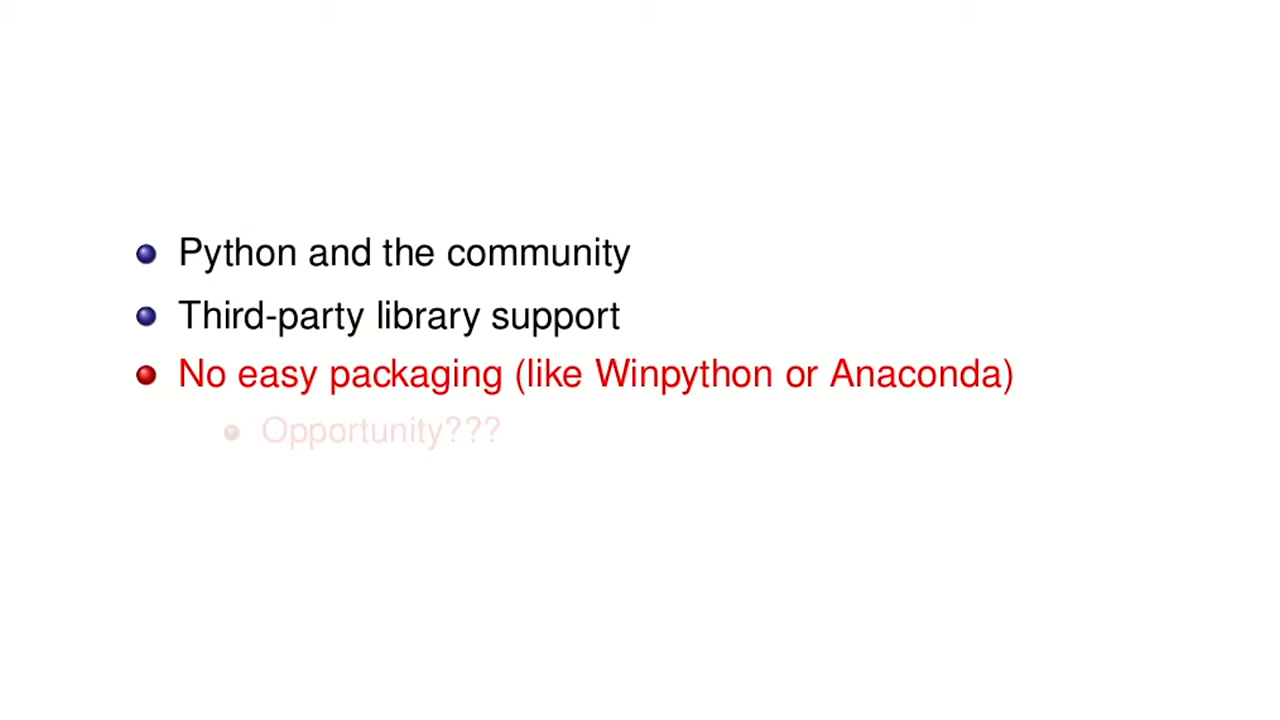 Python and the community
Third-party library support
No easy packaging (like Winpython or Anaconda)
Opportunity???